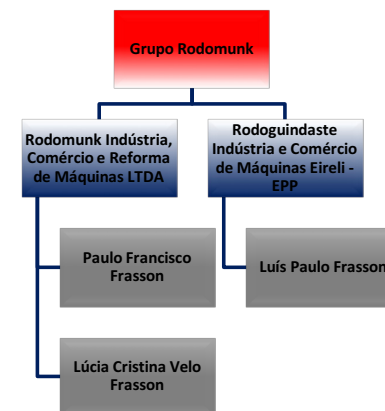 Grupo Rodomunk
Rodomunk Indústria,
Comércio e Reforma
de Máquinas LTDA
Rodoguindaste
Indústria e Comércio
de Máquinas Eireli -
EPP
Paulo Francisco
Frasson
Luís Paulo Frasson
Lúcia Cristina Velo
Frasson